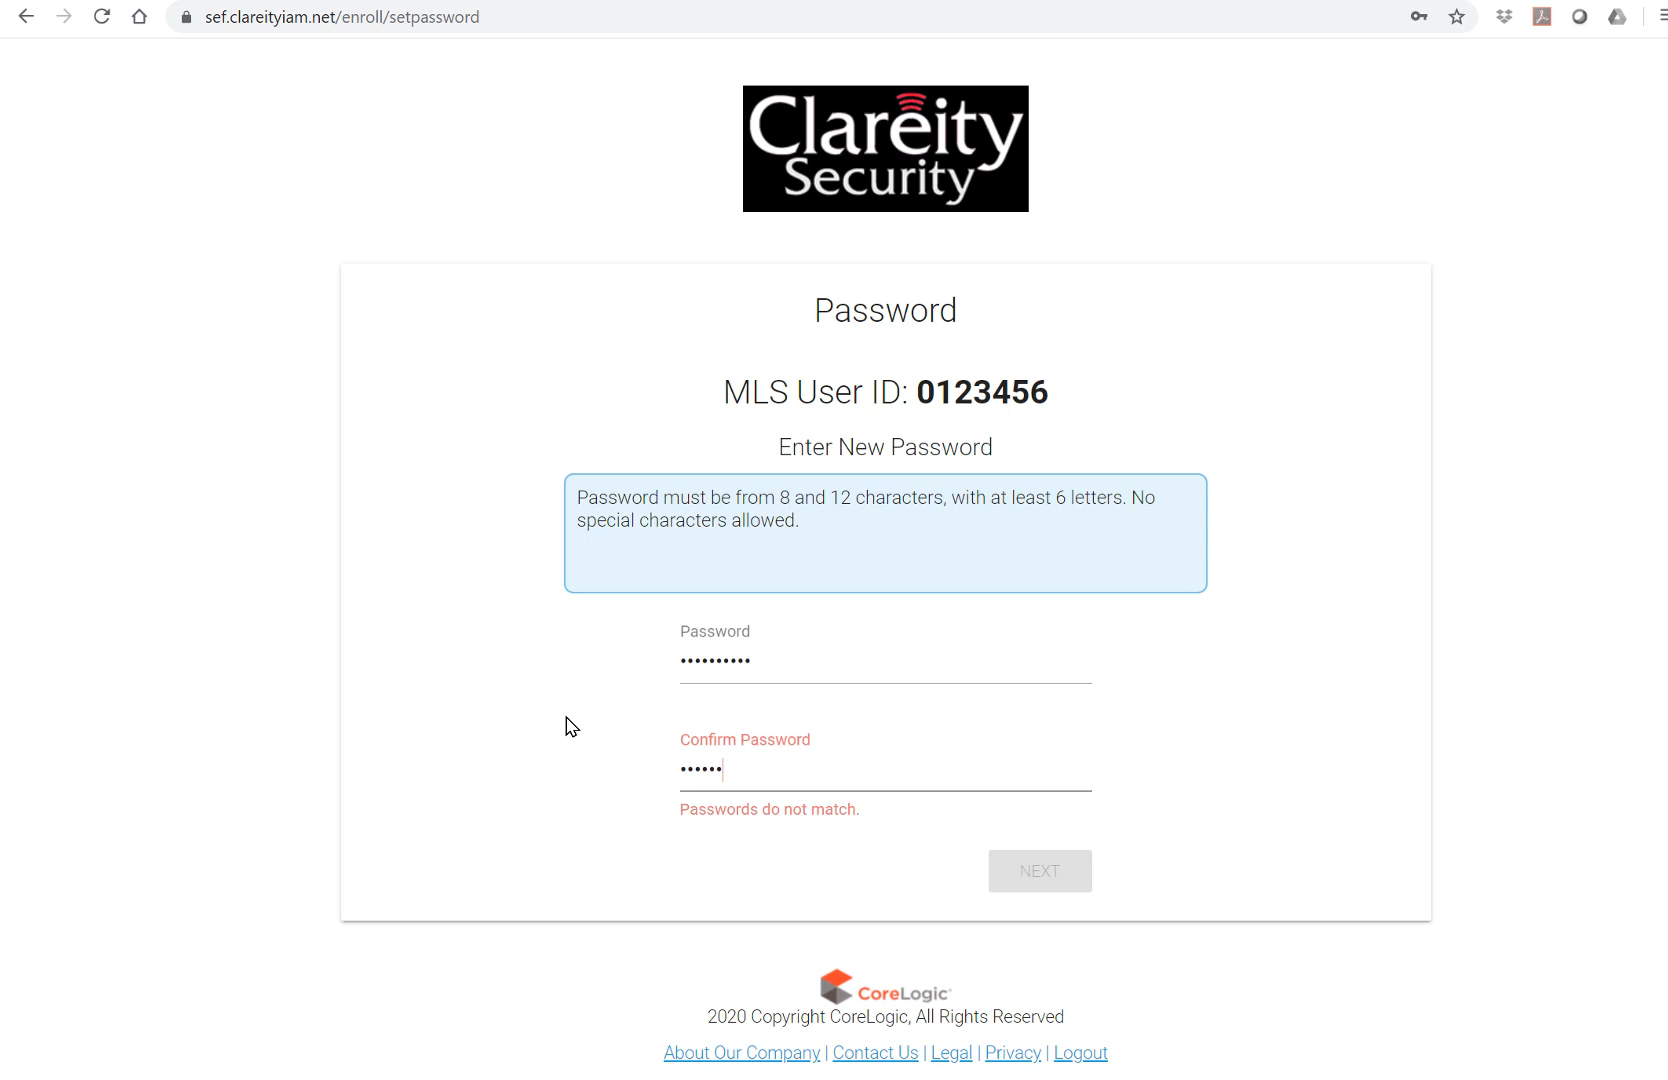 sef.clareityiam.net/enroll/setpassword
Clareity
Security
Password
MLS User ID: 0123456
Enter New Password
Password must be from 8 and 12 characters, with at least 6 letters. No
special characters allowed.
Password
••••••••••
Confirm Password
••••••
Passwords do not match.
NEXT
CoreLogic
2020 Copyright CoreLogic, All Rights Reserved
About Our Company | Contact Us | Legal | Privacy | Logout